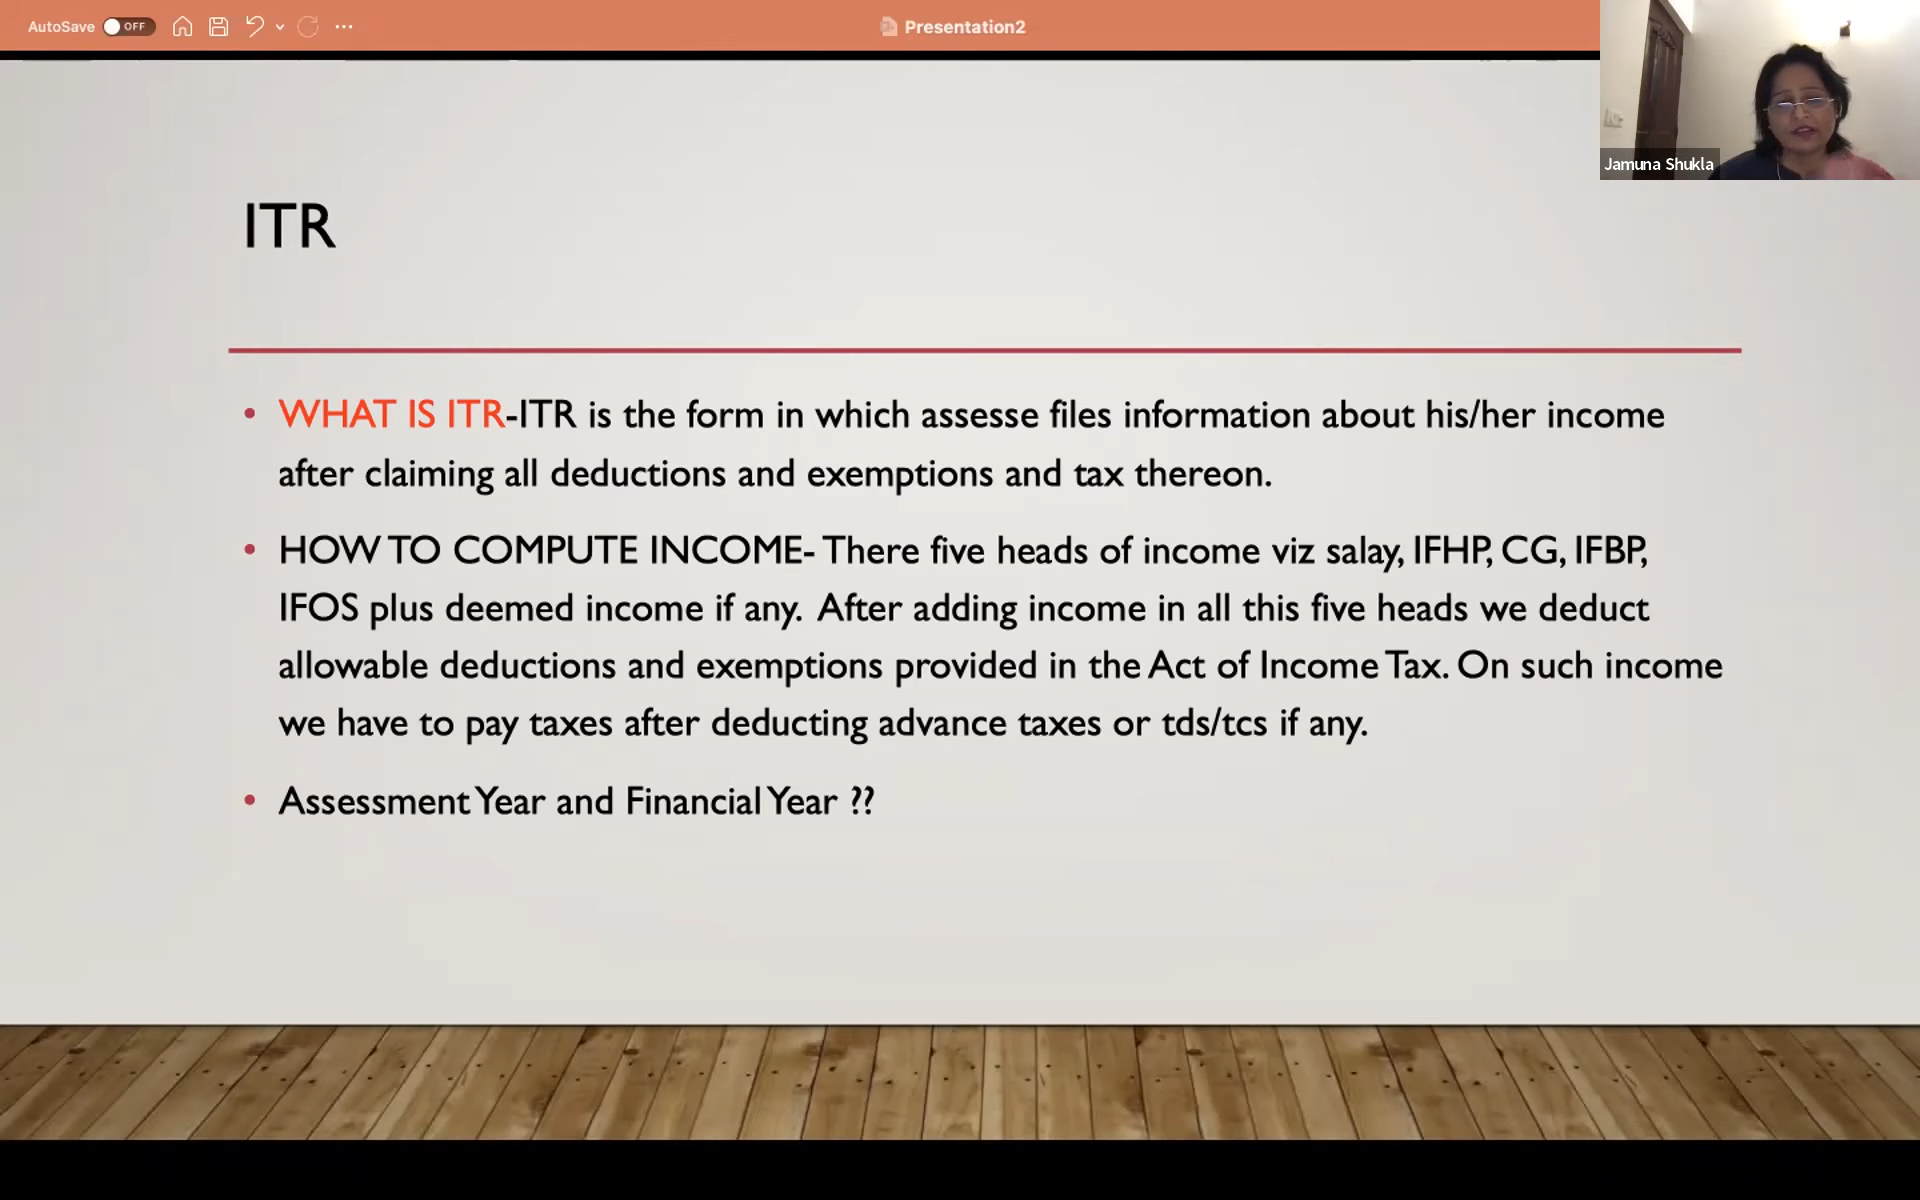 AutoSave OFF
Presentation2
Jamuna Shukla
ITR
• WHAT IS ITR-ITR is the form in which assesse files information about his/her income
after claiming all deductions and exemptions and tax thereon.
• HOW TO COMPUTE INCOME- There five heads of income viz salay, IFHP, CG, IFBP,
IFOS plus deemed income if any. After adding income in all this five heads we deduct
allowable deductions and exemptions provided in the Act of Income Tax. On such income
we have to pay taxes after deducting advance taxes or tds/tcs if any.
• Assessment Year and Financial Year ??